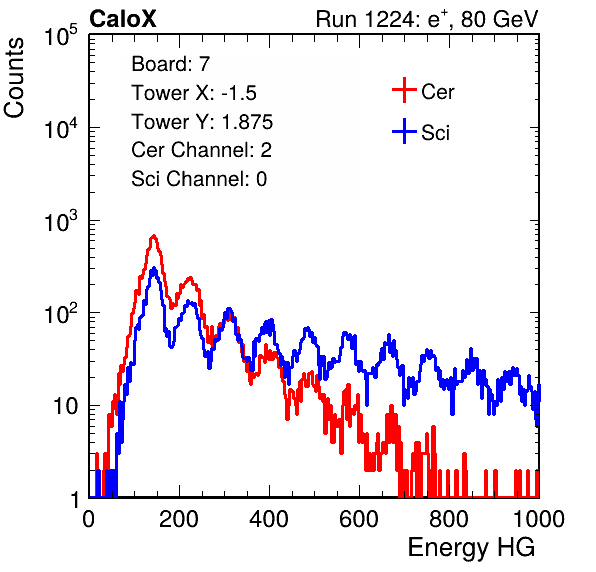 CaloX Run 1224: e⁺, 80 GeV
Counts
Board: 7
Tower X: -1.5
Tower Y: 1.875
Cer Channel: 2
Sci Channel: 0
Cer
Sci
10⁵
10⁴
10³
10²
10
1
0 200 400 600 800 1000
Energy HG